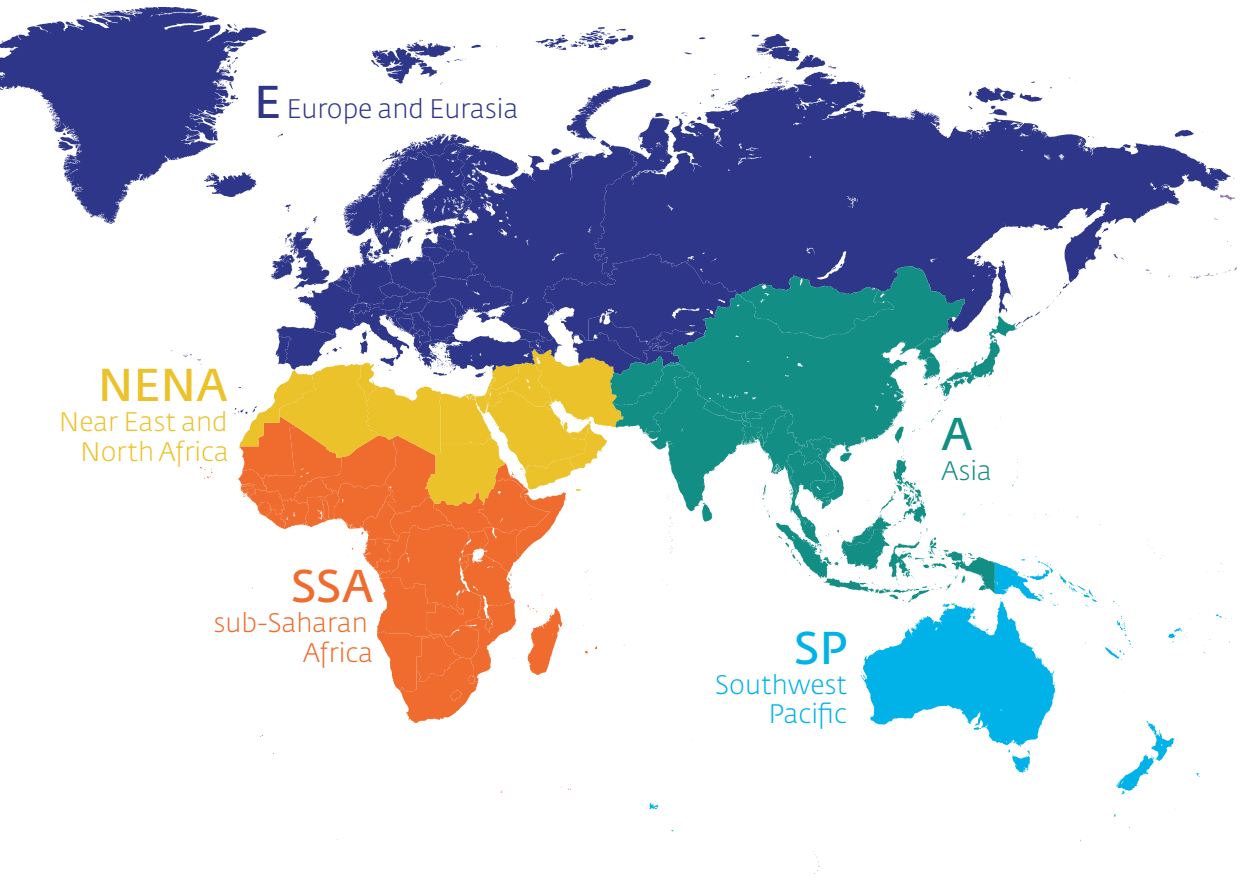 E Europe and Eurasia
NENA
Near East and
North Africa
A
Asia
SSA
sub-Saharan
Africa
SP
Southwest
Pacific